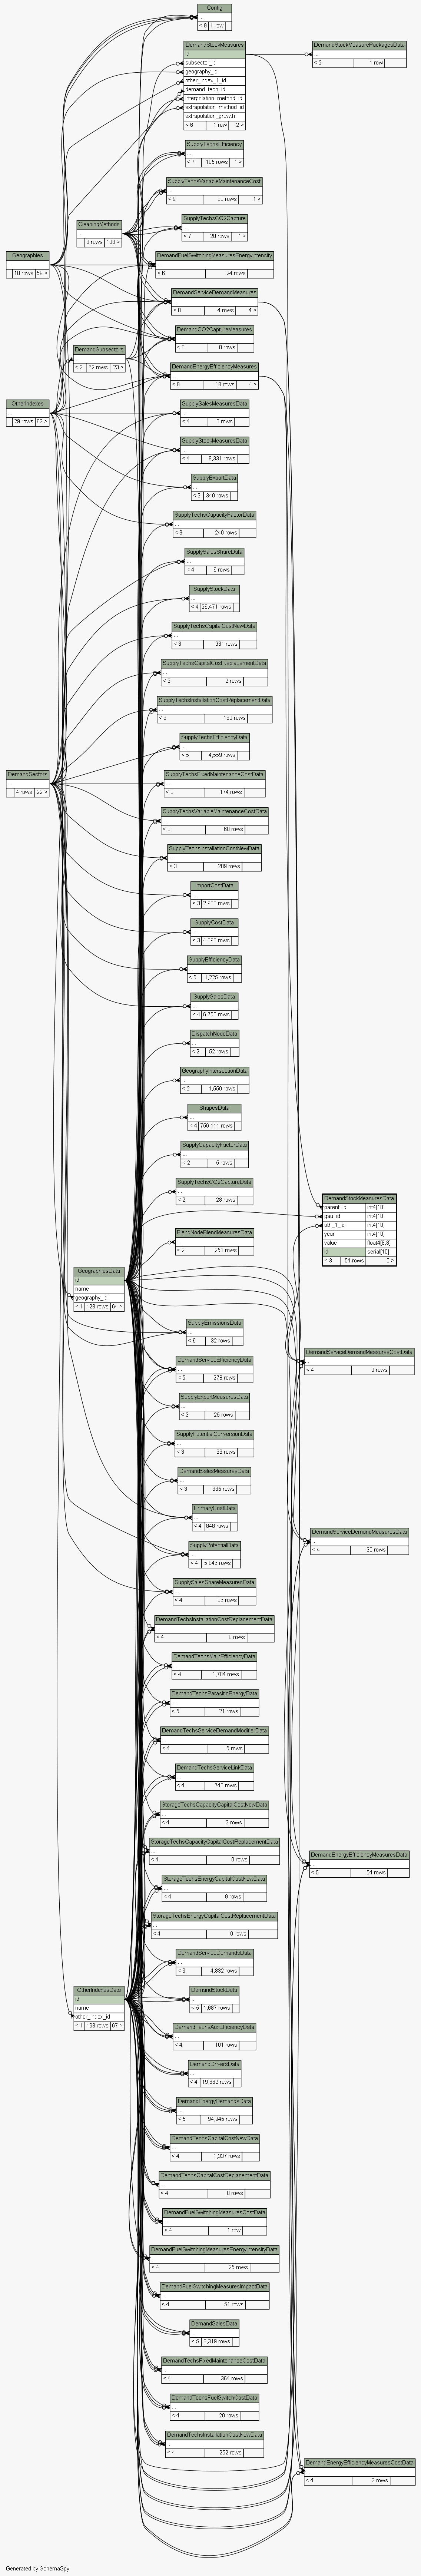 Config
...
< 9 1 row
DemandStockMeasures
id
subsector_id
geography_id
other_index_1_id
demand_tech_id
interpolation_method_id
extrapolation_method_id
extrapolation_growth
< 6 1 row 2 >
DemandStockMeasurePackagesData
...
< 2 1 row
SupplyTechsEfficiency
...
< 7 105 rows 1 >
SupplyTechsVariableMaintenanceCost
...
< 8 80 rows 1 >
SupplyTechsCO2Capture
...
< 7 28 rows 1 >
CleaningMethods
...
8 rows 108 >
Geographies
...
10 rows 59 >
DemandFuelSwitchingMeasuresEnergyIntensity
...
< 6 24 rows
DemandServiceDemandMeasures
...
< 8 4 rows 4 >
DemandCO2CaptureMeasures
...
< 8 0 rows
DemandSubsectors
...
< 2 62 rows 23 >
DemandEnergyEfficiencyMeasures
...
< 8 18 rows 4 >
OtherIndexes
...
29 rows 82 >
SupplySalesMeasuresData
...
< 4 0 rows
SupplyStockMeasuresData
...
< 4 9,331 rows
SupplyExportData
...
< 3 340 rows
SupplyTechsCapacityFactorData
...
< 3 240 rows
SupplySalesShareData
...
< 4 6 rows
SupplyStockData
...
< 4 26,471 rows
SupplyTechsCapitalCostNewData
...
< 3 931 rows
SupplyTechsCapitalCostReplacementData
...
< 3 2 rows
SupplyTechsInstallationCostReplacementData
...
< 3 180 rows
SupplyTechsEfficiencyData
...
< 5 4,559 rows
DemandSectors
...
4 rows 22 >
SupplyTechsFixedMaintenanceCostData
...
< 3 174 rows
SupplyTechsVariableMaintenanceCostData
...
< 3 68 rows
SupplyTechsInstallationCostNewData
...
< 3 209 rows
ImportCostData
...
< 3 2,900 rows
SupplyCostData
...
< 3 4,093 rows
SupplyEfficiencyData
...
< 5 1,225 rows
SupplySalesData
...
< 4 6,750 rows
DispatchNodeData
...
< 2 52 rows
GeographyIntersectionData
...
< 2 1,550 rows
ShapesData
...
< 4 756,111 rows
SupplyCapacityFactorData
...
< 2 5 rows
SupplyTechsCO2CaptureData
...
< 2 28 rows
DemandStockMeasuresData
parent_id int4[10]
gau_id int4[10]
oth_1_id int4[10]
year int4[10]
value float8[8,8]
id serial[10]
< 3 54 rows 0 >
BlendNodeBlendMeasuresData
...
< 2 251 rows
GeographiesData
id
name
geography_id
< 1 128 rows 64 >
SupplyEmissionsData
...
< 6 32 rows
DemandServiceDemandMeasuresCostData
...
< 4 0 rows
DemandServiceEfficiencyData
...
< 5 278 rows
SupplyExportMeasuresData
...
< 3 25 rows
SupplyPotentialConversionData
...
< 3 33 rows
DemandSalesMeasuresData
...
< 3 335 rows
PrimaryCostData
...
< 4 848 rows
DemandServiceDemandMeasuresData
...
< 4 30 rows
SupplyPotentialData
...
< 4 5,846 rows
SupplySalesShareMeasuresData
...
< 4 36 rows
DemandTechsInstallationCostReplacementData
...
< 4 0 rows
DemandTechsMainEfficiencyData
...
< 4 1,784 rows
DemandTechsParasiticEnergyData
...
< 5 21 rows
DemandTechsServiceDemandModifierData
...
< 4 5 rows
DemandTechsServiceLinkData
...
< 4 740 rows
StorageTechsCapacityCapitalCostNewData
...
< 4 2 rows
StorageTechsCapacityCapitalCostReplacementData
...
< 4 0 rows
DemandEnergyEfficiencyMeasuresData
...
< 5 54 rows
StorageTechsEnergyCapitalCostNewData
...
< 4 9 rows
StorageTechsEnergyCapitalCostReplacementData
...
< 4 0 rows
DemandServiceDemandsData
...
< 6 4,832 rows
OtherIndexesData
id
name
other_index_id
< 1 163 rows 67 >
DemandStockData
...
< 5 1,687 rows
DemandTechsAuxEfficiencyData
...
< 4 101 rows
DemandDriversData
...
< 4 19,882 rows
DemandEnergyDemandsData
...
< 5 94,945 rows
DemandTechsCapitalCostNewData
...
< 4 1,337 rows
DemandTechsCapitalCostReplacementData
...
< 4 0 rows
DemandFuelSwitchingMeasuresCostData
...
< 4 1 row
DemandFuelSwitchingMeasuresEnergyIntensityData
...
< 4 25 rows
DemandFuelSwitchingMeasuresImpactData
...
< 4 51 rows
DemandSalesData
...
< 5 3,319 rows
DemandTechsFixedMaintenanceCostData
...
< 4 364 rows
DemandTechsFuelSwitchCostData
...
< 4 20 rows
DemandTechsInstallationCostNewData
...
< 4 252 rows
DemandEnergyEfficiencyMeasuresCostData
...
< 4 2 rows
Generated by SchemaSpy